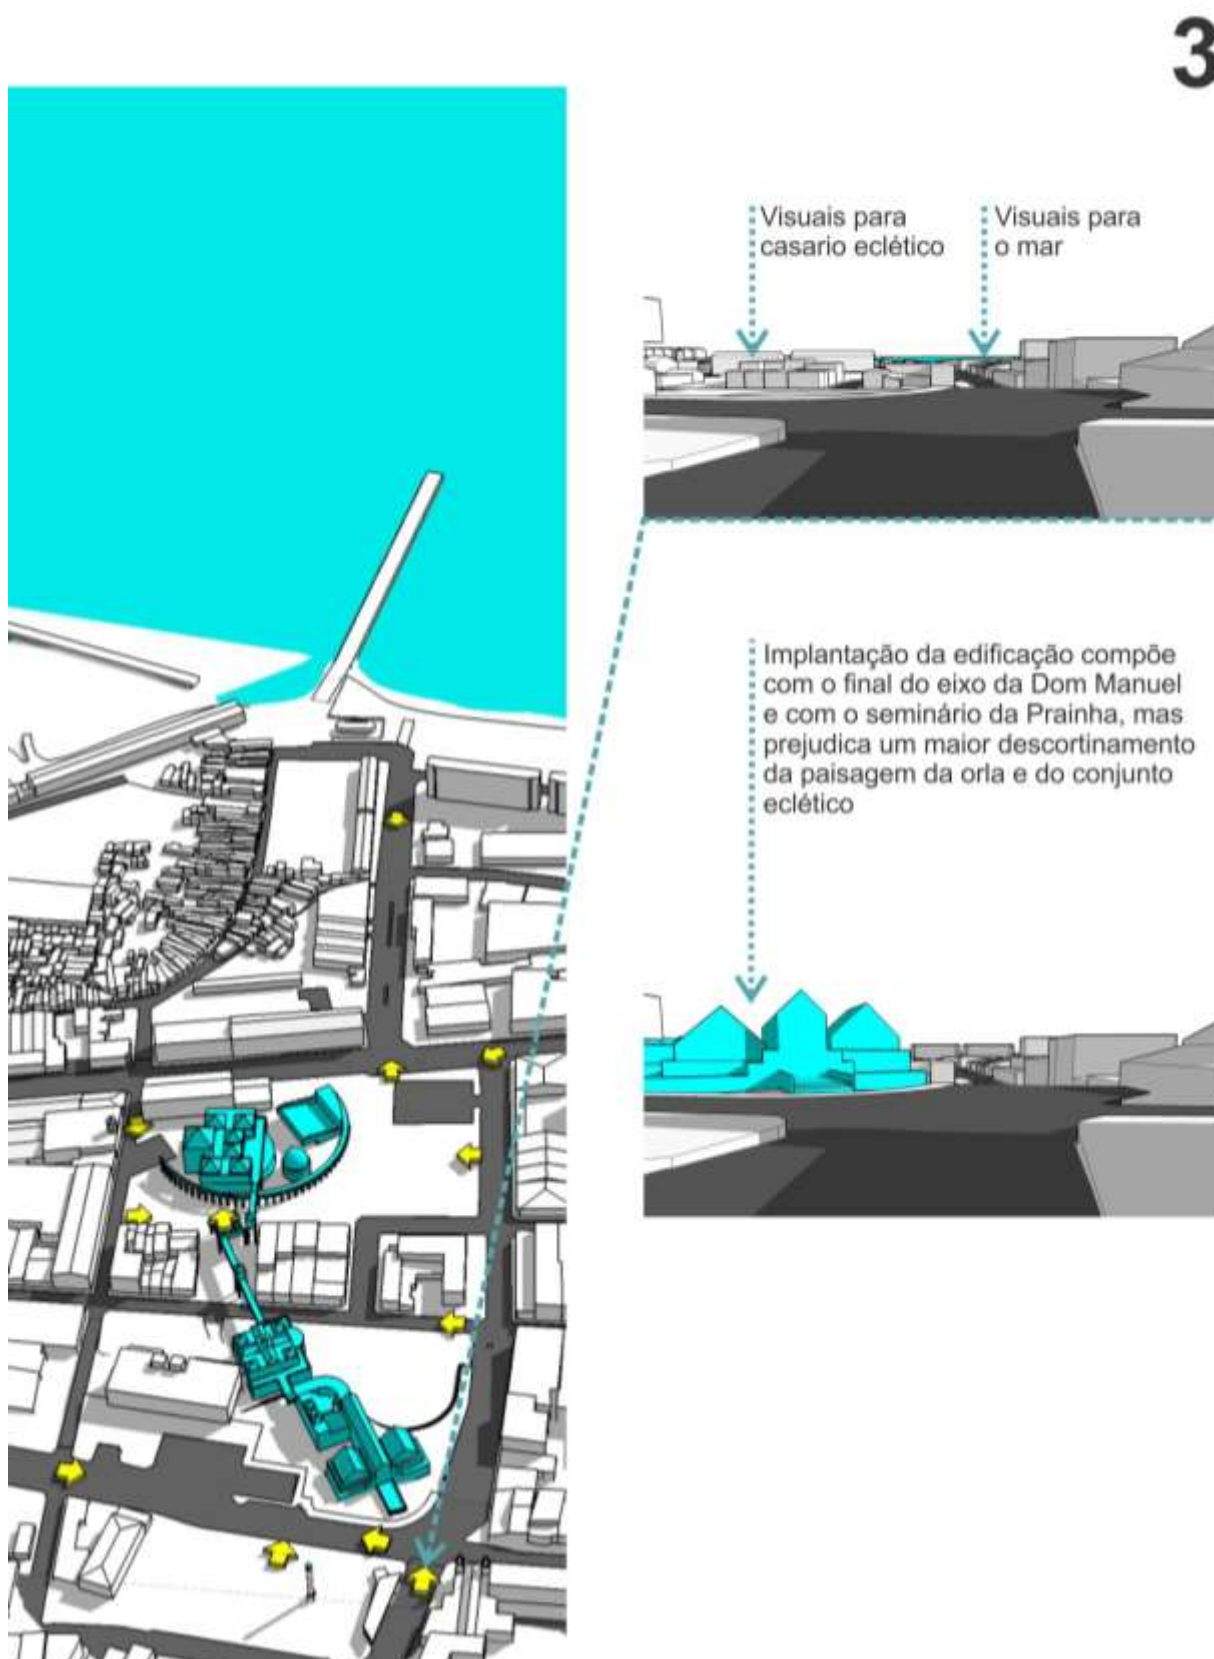 3
Visuais para
casario eclético
Visuais para
o mar
Implantação da edificação compõe
com o final do eixo da Dom Manuel
e com o seminário da Prainha, mas
prejudica um maior descortinamento
da paisagem da orla e do conjunto
eclético